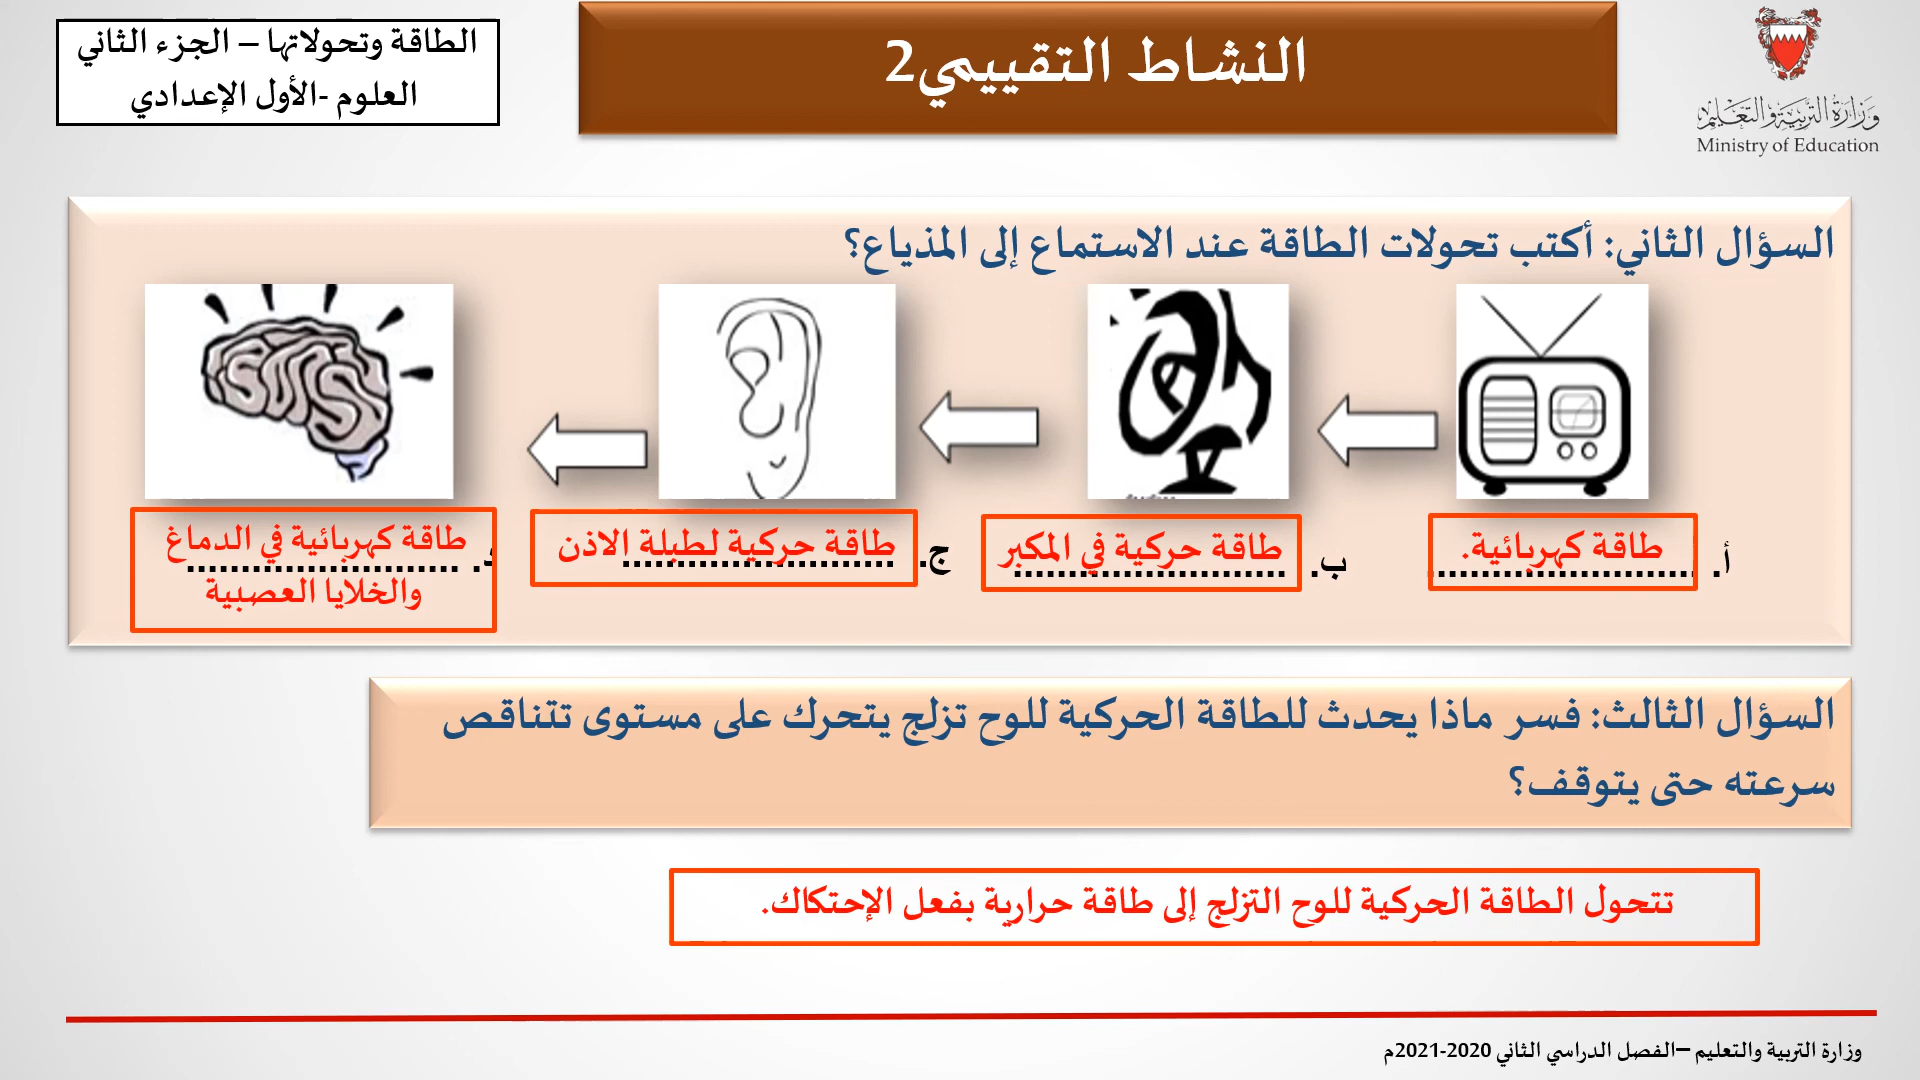 الطاقة وتحولاتها – الجزء الثاني
العلوم -الأول الإعدادي
النشاط التقييمي2
وزارة التربية والتعليم
Ministry of Education
السؤال الثاني: أكتب تحولات الطاقة عند الاستماع إلى المذياع؟
أ. طاقة كهربائية.
ب. طاقة حركية في المكبر
ج. طاقة حركية لطبلة الاذن
د. طاقة كهربائية في الدماغ
والخلايا العصبية
السؤال الثالث: فسر ماذا يحدث للطاقة الحركية للوح تزلج يتحرك على مستوى تتناقص
سرعته حتى يتوقف؟
تتحول الطاقة الحركية للوح التزلج إلى طاقة حرارية بفعل الإحتكاك.
وزارة التربية والتعليم –الفصل الدراسي الثاني 2020-2021م